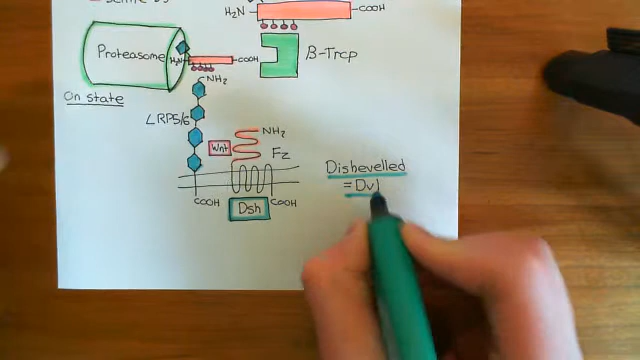 H₂N
COOH
Proteasome
H₂N
COOH
β-Trcp
NH₂
On state
LRP5/6
NH₂
Wnt
Fz
Dishevelled
= Dvl
COOH
Dsh
COOH